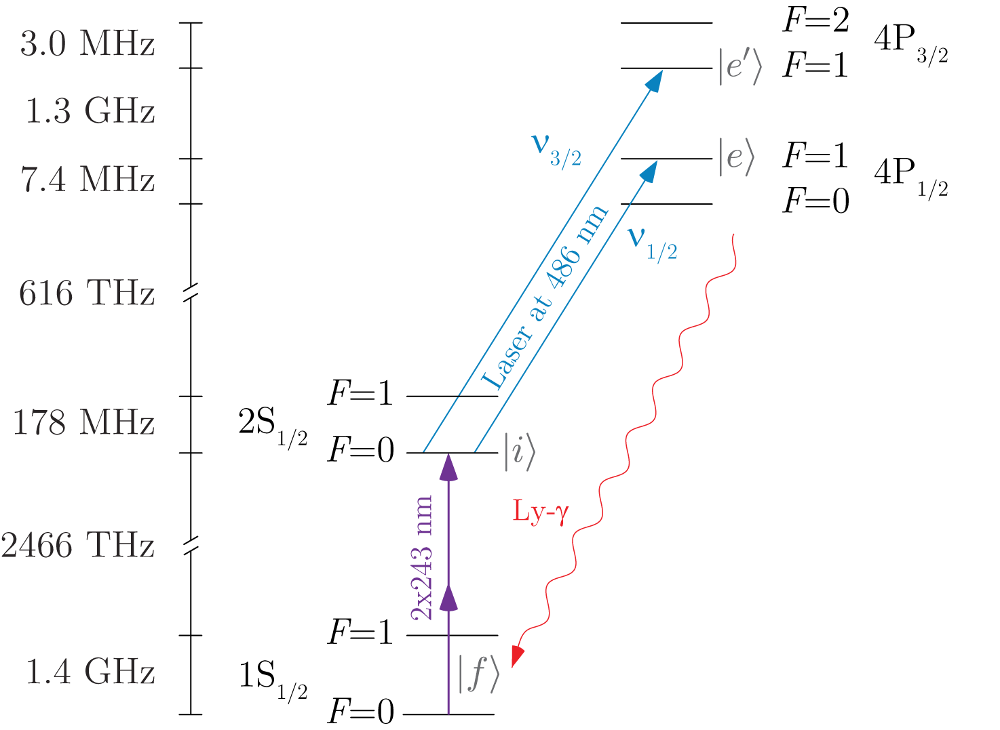 3.0 MHz
1.3 GHz
7.4 MHz
616 THz
178 MHz
2466 THz
1.4 GHz
F=2
|e′⟩ F=1
4P3/2
|e⟩ F=1
F=0
4P1/2
ν3/2
ν1/2
Laser at 486 nm
F=1
2S1/2
F=0 |i⟩
2x243 nm
Ly-γ
F=1
|f⟩
1S1/2
F=0